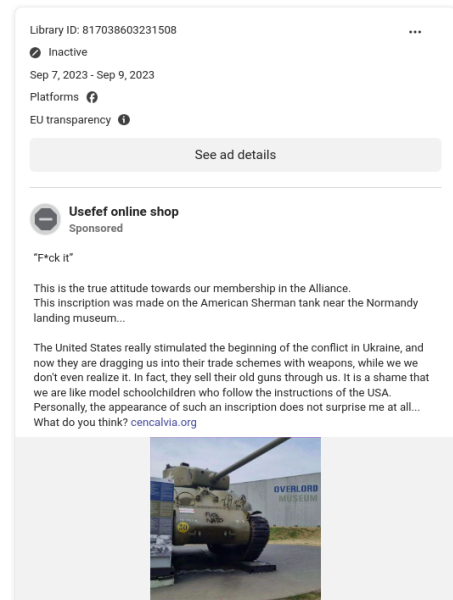 Library ID: 817038603231508
Inactive
Sep 7, 2023 - Sep 9, 2023
Platforms
EU transparency
See ad details
Usefef online shop
Sponsored
“F*ck it”
This is the true attitude towards our membership in the Alliance.
This inscription was made on the American Sherman tank near the Normandy
landing museum...
The United States really stimulated the beginning of the conflict in Ukraine, and
now they are dragging us into their trade schemes with weapons, while we we
don't even realize it. In fact, they sell their old guns through us. It is a shame that
we are like model schoolchildren who follow the instructions of the USA.
Personally, the appearance of such an inscription does not surprise me at all...
What do you think? cencalvia.org
OVERLORD
MUSEUM